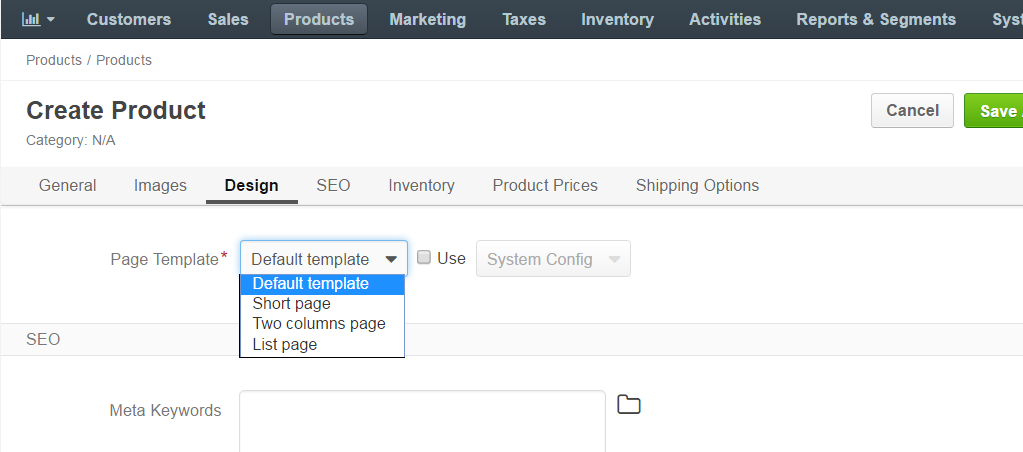 Customers Sales Products Marketing Taxes Inventory Activities Reports & Segments Syst
Products / Products
Create Product
Cancel Save
Category: N/A
General Images Design SEO Inventory Product Prices Shipping Options
Page Template* Default template Use System Config
Default template
Short page
Two columns page
List page
SEO
Meta Keywords